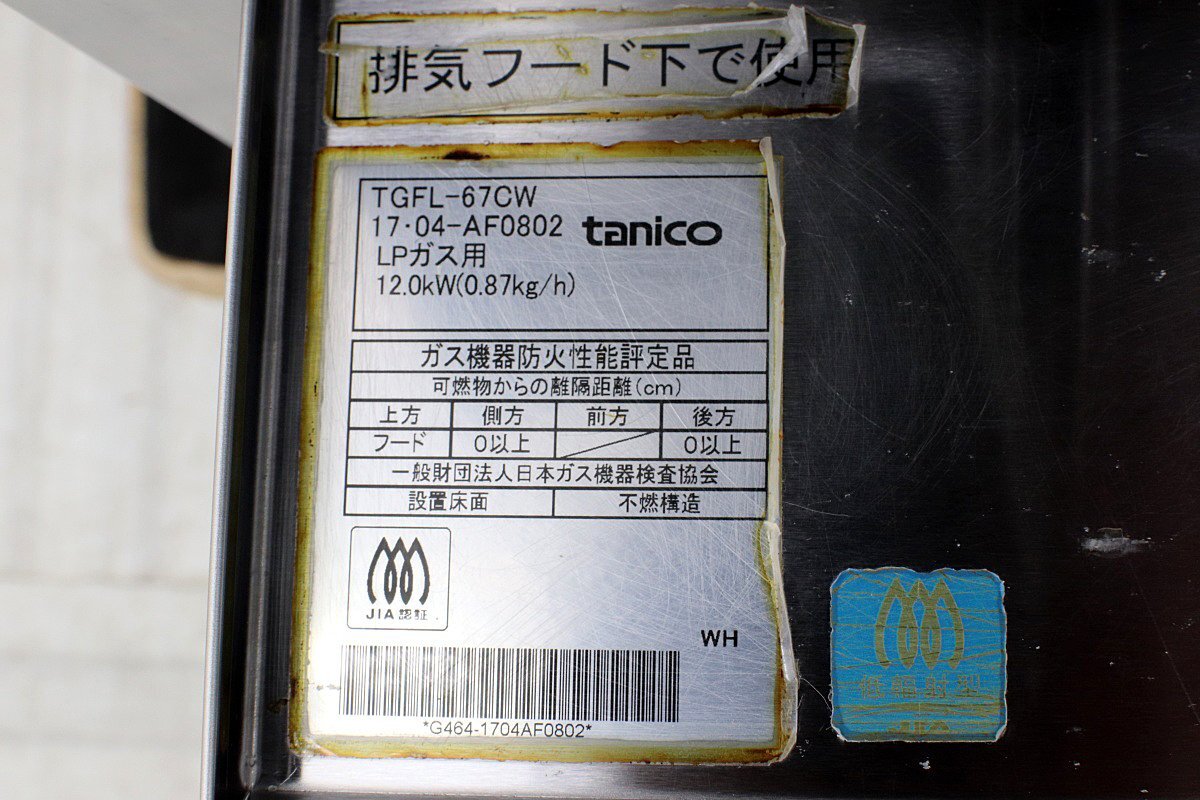 排気フード下で使用
TGFL-67CW
17・04-AF0802
tanico
LPガス用
12.0kW(0.87kg/h)
ガス機器防火性能評定品
可燃物からの離隔距離(cm)
上方 側方 前方 後方
フード 0以上 0以上
一般財団法人日本ガス機器検査協会
設置床面 不燃構造
JIA認証
WH
*G464-1704AF0802*
低輻射型
JIA